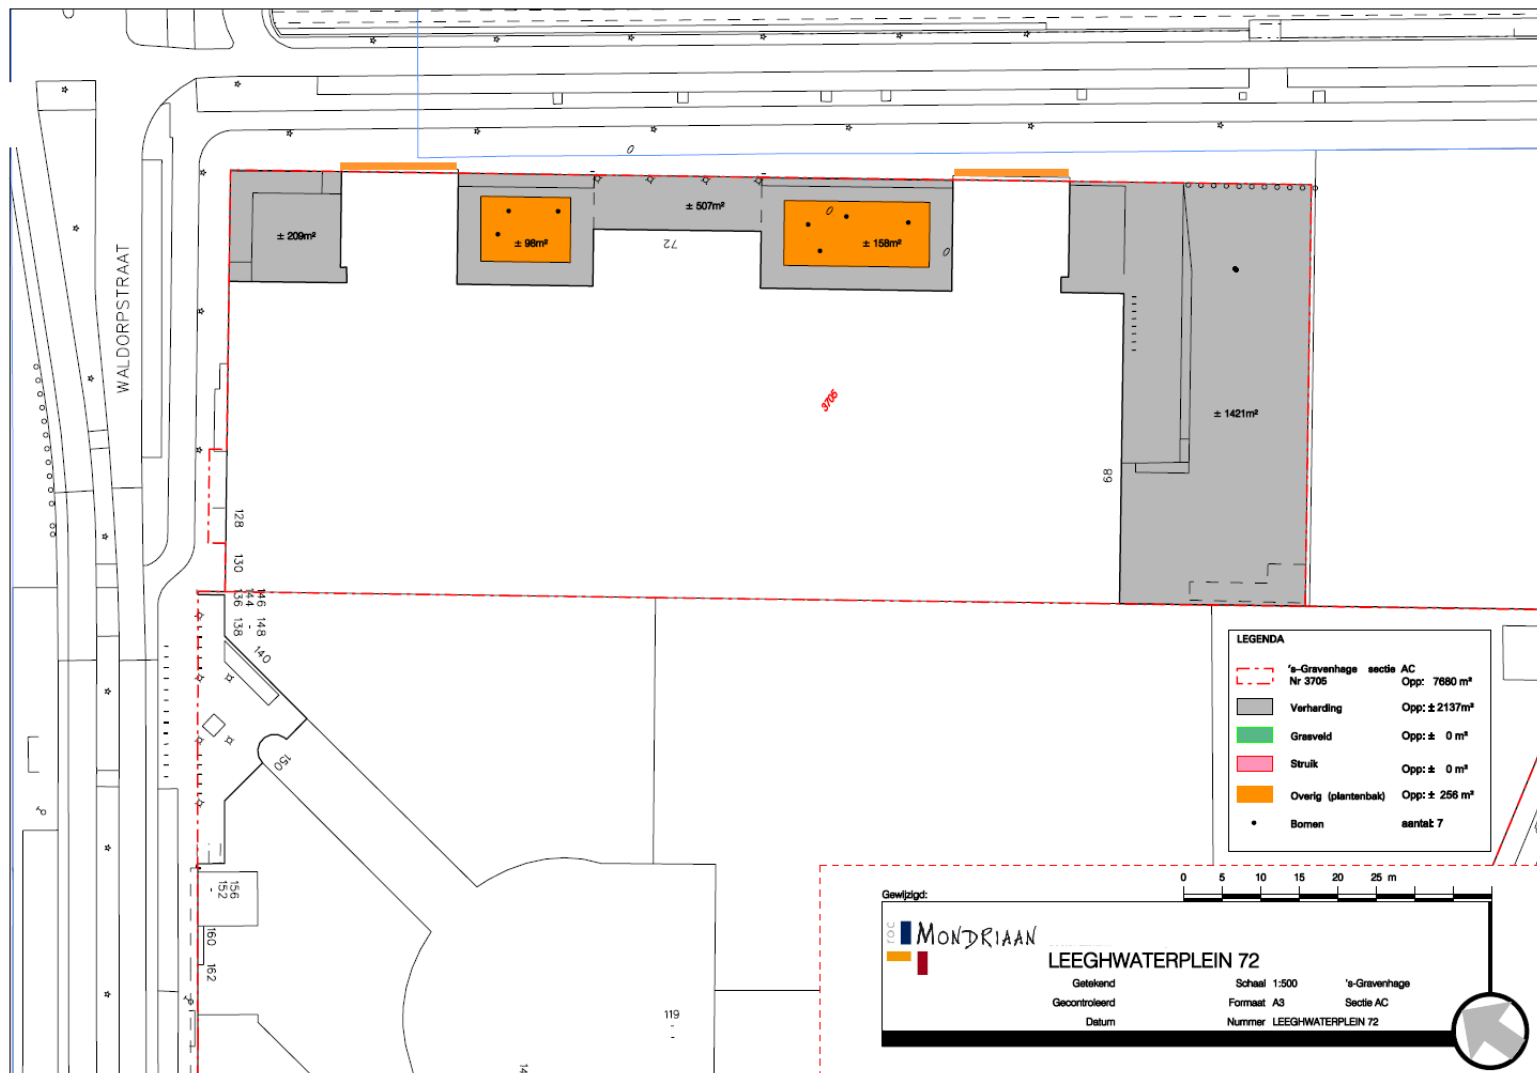 ± 209m²
± 98m²
± 507m²
± 158m²
72
WALDORPSTRAAT
3705
± 1421m²
68
128
130
136
144
146
138
-
148
140
150
LEGENDA
's-Gravenhage sectie AC
Nr 3705 Opp: 7680 m²
Verharding Opp: ± 2137m²
Grasveld Opp: ± 0 m²
Struik Opp: ± 0 m²
Overig (plantenbak) Opp: ± 256 m²
Bomen aantal: 7
156
-
152
160
162
119
0 5 10 15 20 25 m
Gewijzigd:
roc MONDRIAAN
LEEGHWATERPLEIN 72
Getekend Schaal 1:500 's-Gravenhage
Gecontroleerd Formaat A3 Sectie AC
Datum Nummer LEEGHWATERPLEIN 72